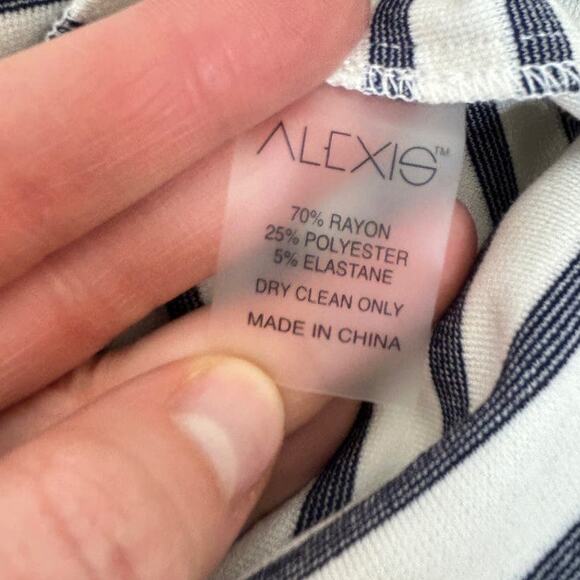 ALEXIS™
70% RAYON
25% POLYESTER
5% ELASTANE
DRY CLEAN ONLY
MADE IN CHINA